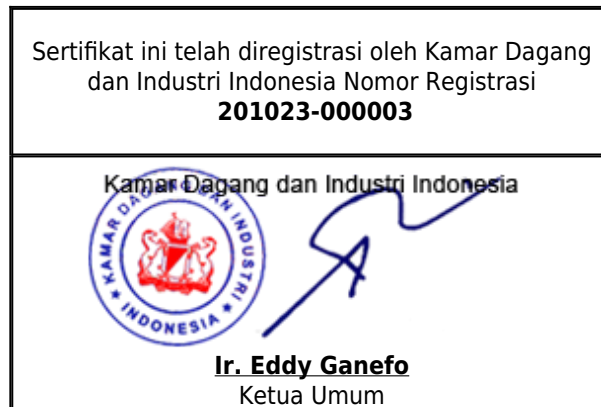 Sertifikat ini telah diregistrasi oleh Kamar Dagang
dan Industri Indonesia Nomor Registrasi
201023-000003
Kamar Dagang dan Industri Indonesia
KAMAR DAGANG DAN INDUSTRI
★ INDONESIA ★
Ir. Eddy Ganefo
Ketua Umum